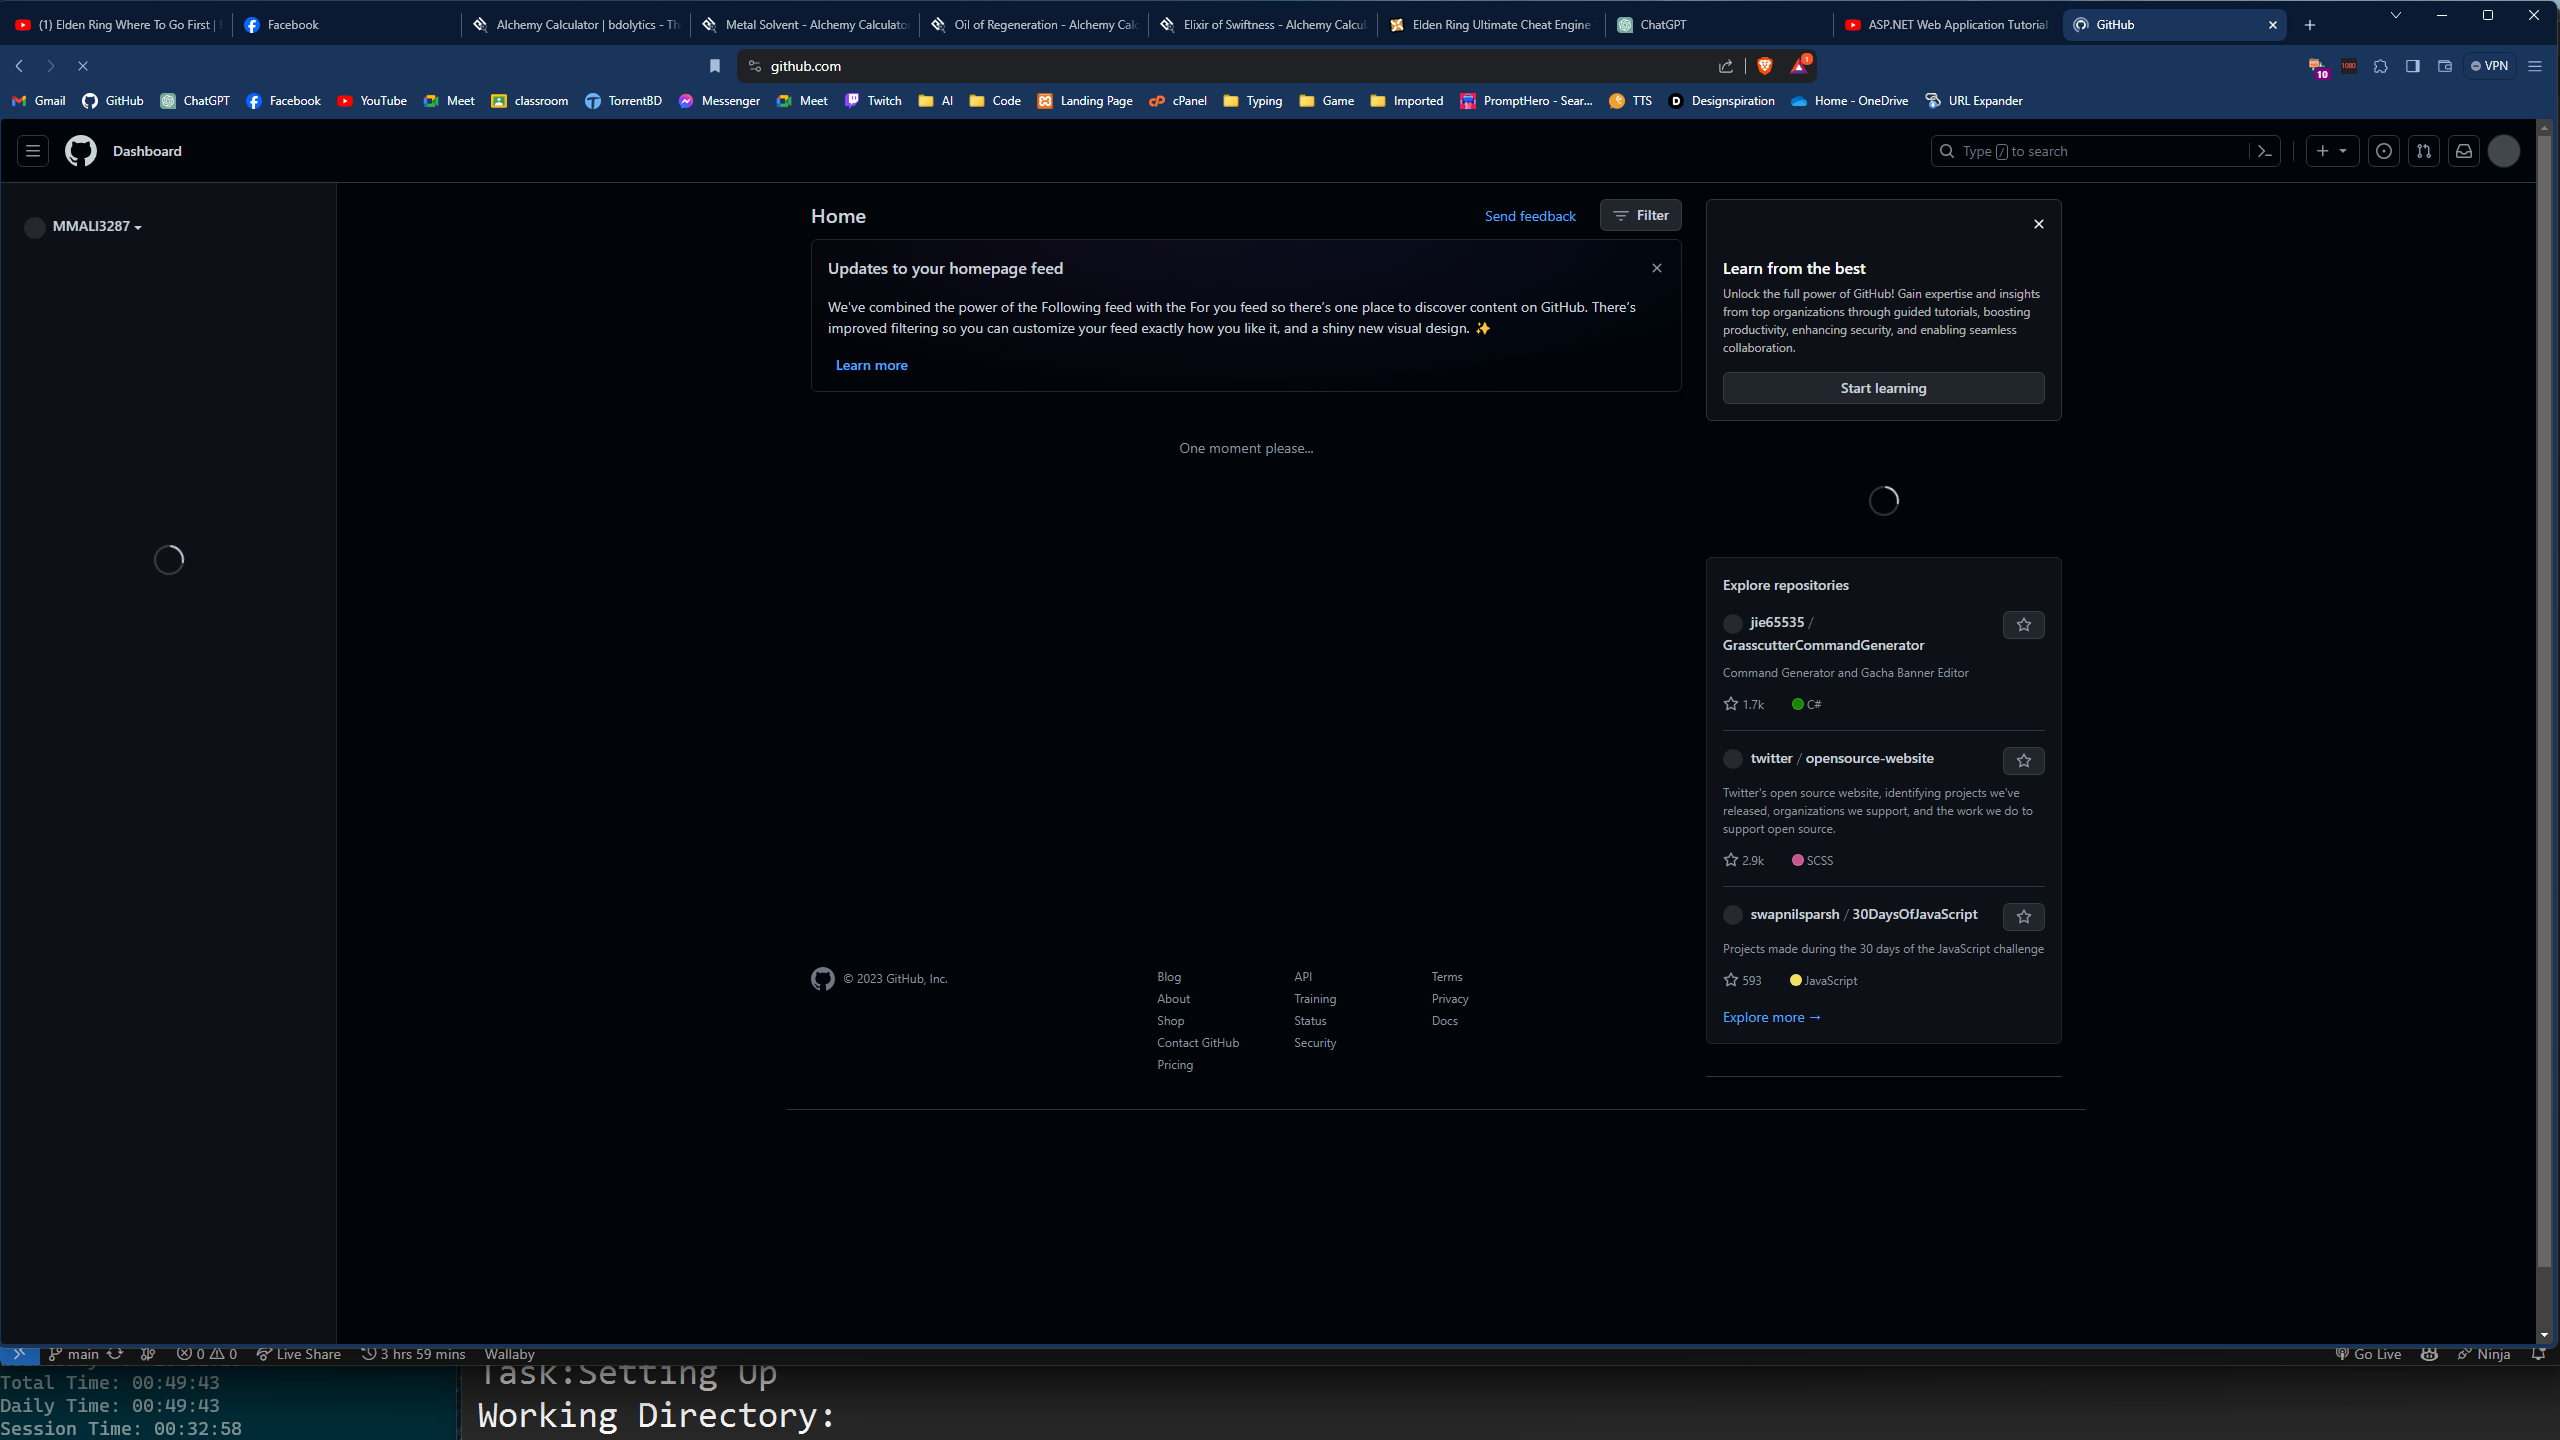 (1) Elden Ring Where To Go First |
Facebook
Alchemy Calculator | bdolytics - Th
Metal Solvent - Alchemy Calculator
Oil of Regeneration - Alchemy Calc
Elixir of Swiftness - Alchemy Calcul
Elden Ring Ultimate Cheat Engine
ChatGPT
ASP.NET Web Application Tutorial
GitHub
github.com
1
10
1080
VPN
Gmail
GitHub
ChatGPT
Facebook
YouTube
Meet
classroom
TorrentBD
Messenger
Meet
Twitch
AI
Code
Landing Page
cPanel
Typing
Game
Imported
PromptHero - Sear...
TTS
Designspiration
Home - OneDrive
URL Expander
Dashboard
Type / to search
MMALI3287
Home
Send feedback
Filter
Updates to your homepage feed
We've combined the power of the Following feed with the For you feed so there's one place to discover content on GitHub. There's
improved filtering so you can customize your feed exactly how you like it, and a shiny new visual design. ✨
Learn more
One moment please...
Learn from the best
Unlock the full power of GitHub! Gain expertise and insights
from top organizations through guided tutorials, boosting
productivity, enhancing security, and enabling seamless
collaboration.
Start learning
Explore repositories
jie65535 /
GrasscutterCommandGenerator
Command Generator and Gacha Banner Editor
1.7k C#
twitter / opensource-website
Twitter's open source website, identifying projects we've
released, organizations we support, and the work we do to
support open source.
2.9k SCSS
swapnilsparsh / 30DaysOfJavaScript
Projects made during the 30 days of the JavaScript challenge
593 JavaScript
Explore more →
© 2023 GitHub, Inc.
Blog
About
Shop
Contact GitHub
Pricing
API
Training
Status
Security
Terms
Privacy
Docs
main 0 0 Live Share 3 hrs 59 mins Wallaby
Go Live Ninja
Total Time: 00:49:43
Daily Time: 00:49:43
Session Time: 00:32:58
Task:Setting Up
Working Directory: